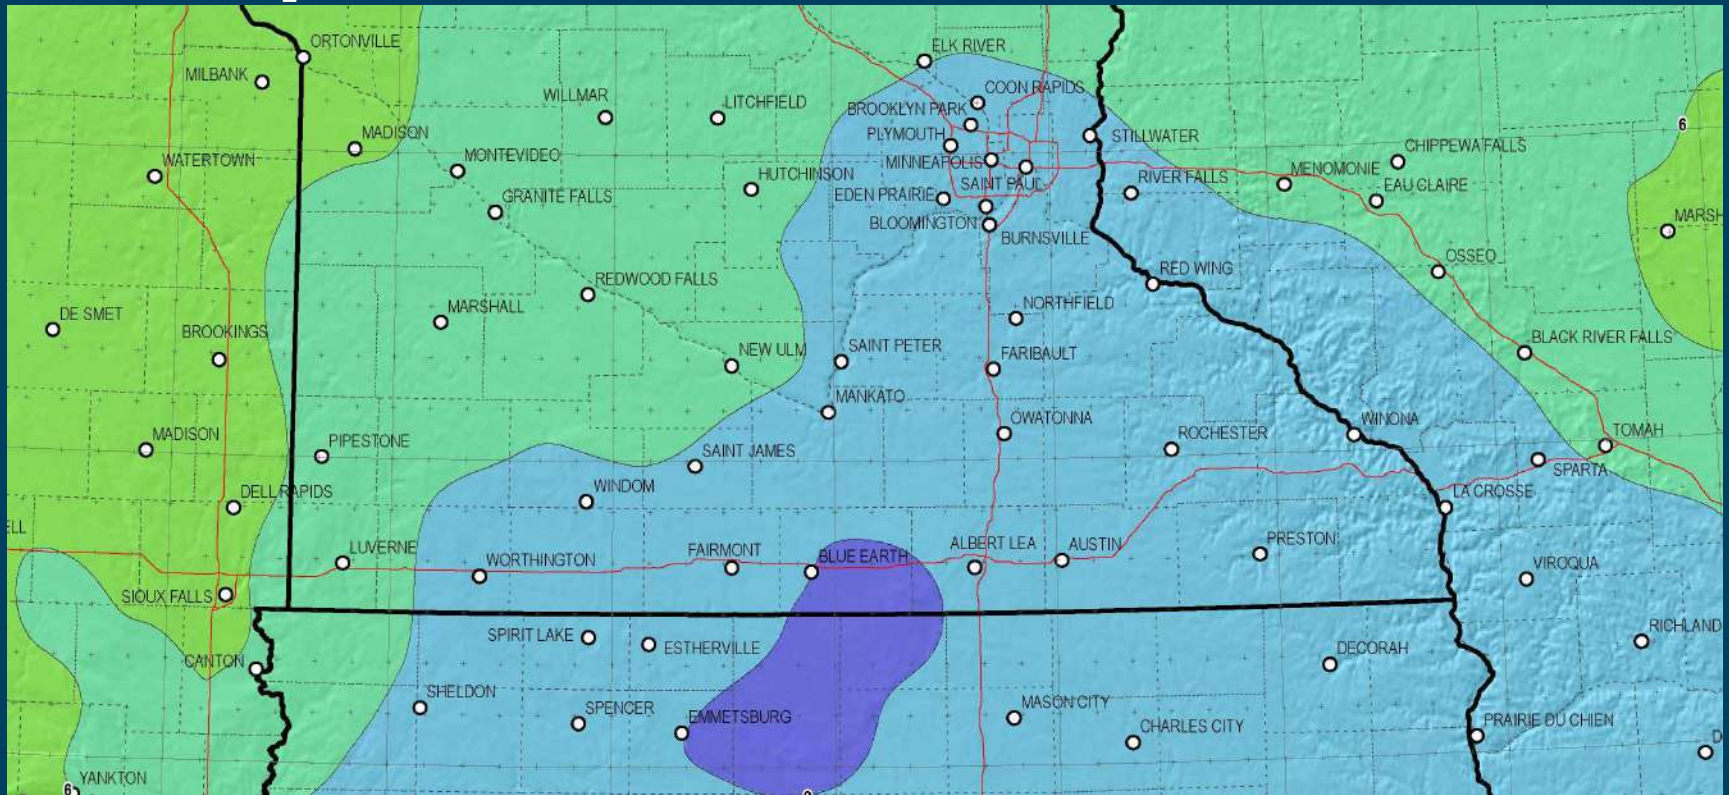 ORTONVILLE
ELK RIVER
MILBANK
COON RAPIDS
WILLMAR
LITCHFIELD
BROOKLYN PARK
MADISON
PLYMOUTH
STILLWATER
6
CHIPPEWA FALLS
WATERTOWN
MONTEVIDEO
MINNEAPOLIS
MENOMONIE
HUTCHINSON
SAINT PAUL
RIVER FALLS
EAU CLAIRE
GRANITE FALLS
EDEN PRAIRIE
MARSH
BLOOMINGTON
BURNSVILLE
OSSEO
RED WING
REDWOOD FALLS
MARSHALL
NORTHFIELD
DE SMET
BROOKINGS
BLACK RIVER FALLS
NEW ULM
SAINT PETER
FARIBAULT
MANKATO
OWATONNA
WINONA
MADISON
PIPESTONE
ROCHESTER
TOMAH
SAINT JAMES
SPARTA
DELL RAPIDS
WINDOM
LA CROSSE
ELL
LUVERNE
FAIRMONT
BLUE EARTH
ALBERT LEA
AUSTIN
PRESTON
WORTHINGTON
VIROQUA
SIOUX FALLS
SPIRIT LAKE
ESTHERVILLE
RICHLAND
CANTON
DECORAH
SHELDON
SPENCER
EMMETSBURG
MASON CITY
CHARLES CITY
PRAIRIE DU CHIEN
D
YANKTON
6